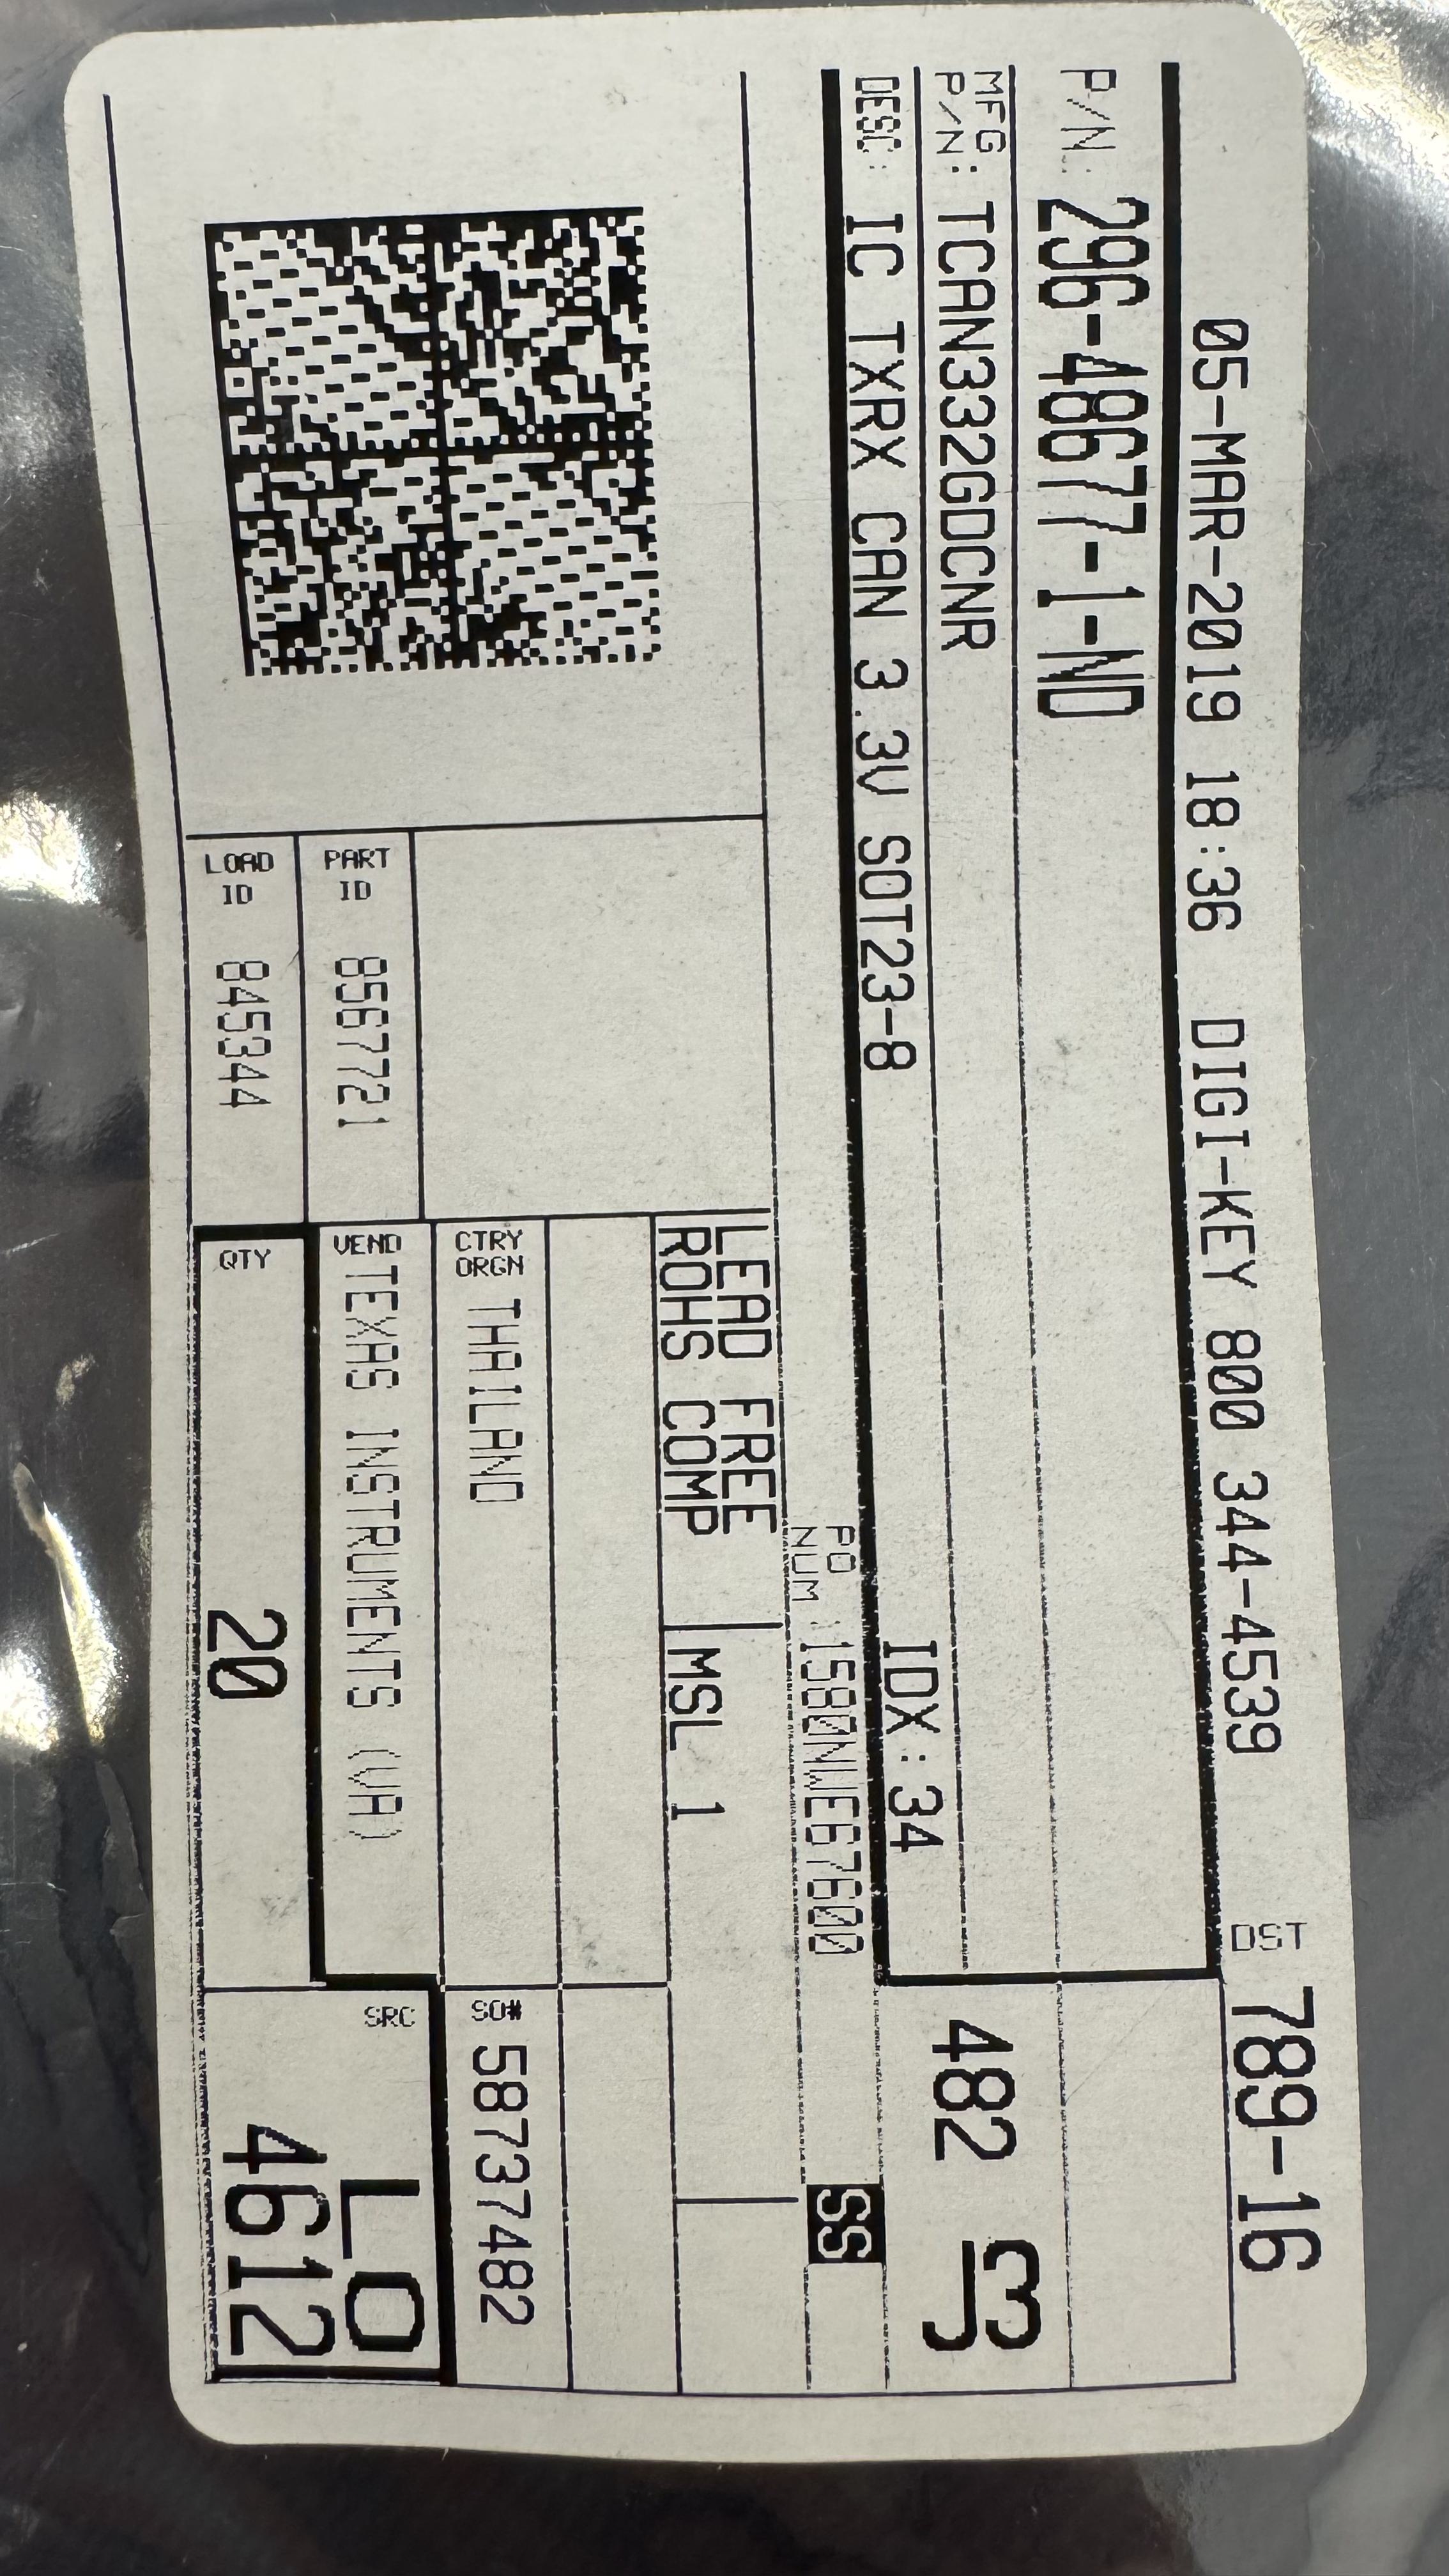 05-MAR-2019 18:36 DIGI-KEY 800 344-4539
DST 789-16
P/N: 296-48677-1-ND
MFG P/N: TCAN332GDCNR
482
DESC: IC TXRX CAN 3.3V SOT23-8
IDX: 34
PO NUM: 1580NWE67600
SS
LEAD FREE
ROHS COMP
MSL 1
CTRY ORGN THAILAND
SO# 58737482
PART ID 8567721
VEND TEXAS INSTRUMENTS (VA)
LOAD ID 845344
QTY 20
SRC LO
4612